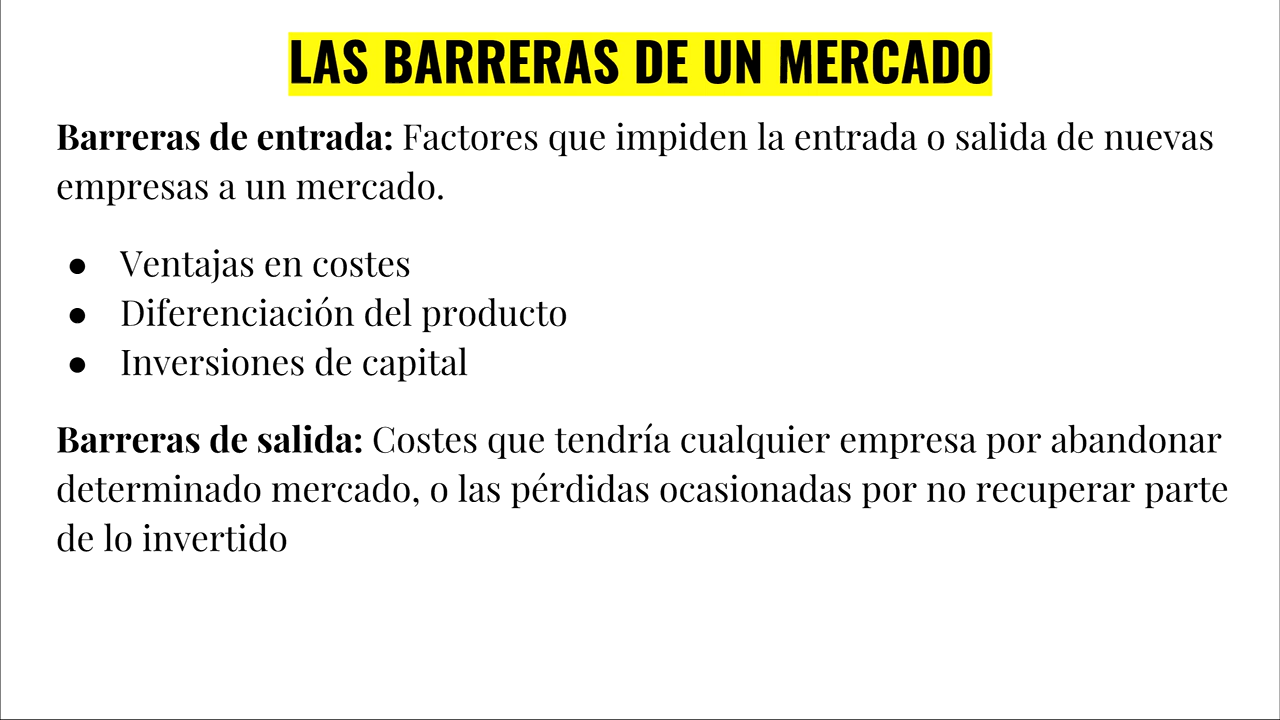 LAS BARRERAS DE UN MERCADO
Barreras de entrada: Factores que impiden la entrada o salida de nuevas
empresas a un mercado.
● Ventajas en costes
● Diferenciación del producto
● Inversiones de capital
Barreras de salida: Costes que tendría cualquier empresa por abandonar
determinado mercado, o las pérdidas ocasionadas por no recuperar parte
de lo invertido